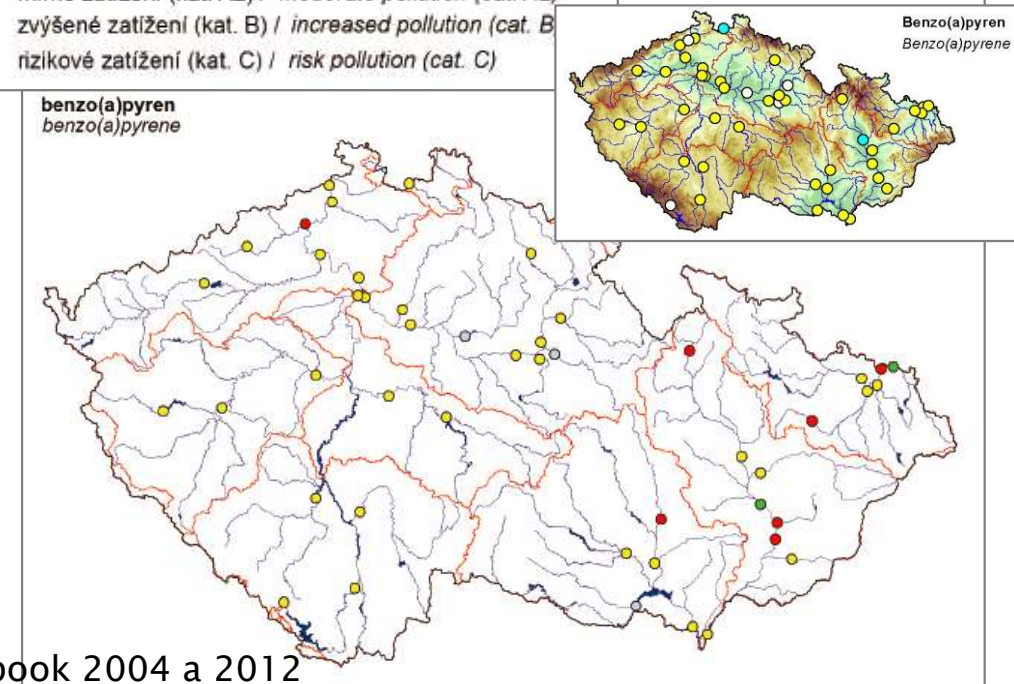 zvýšené zatížení (kat. B) / increased pollution (cat. B
rizikové zatížení (kat. C) / risk pollution (cat. C)
Benzo(a)pyren
Benzo(a)pyrene
benzo(a)pyren
benzo(a)pyrene
book 2004 a 2012